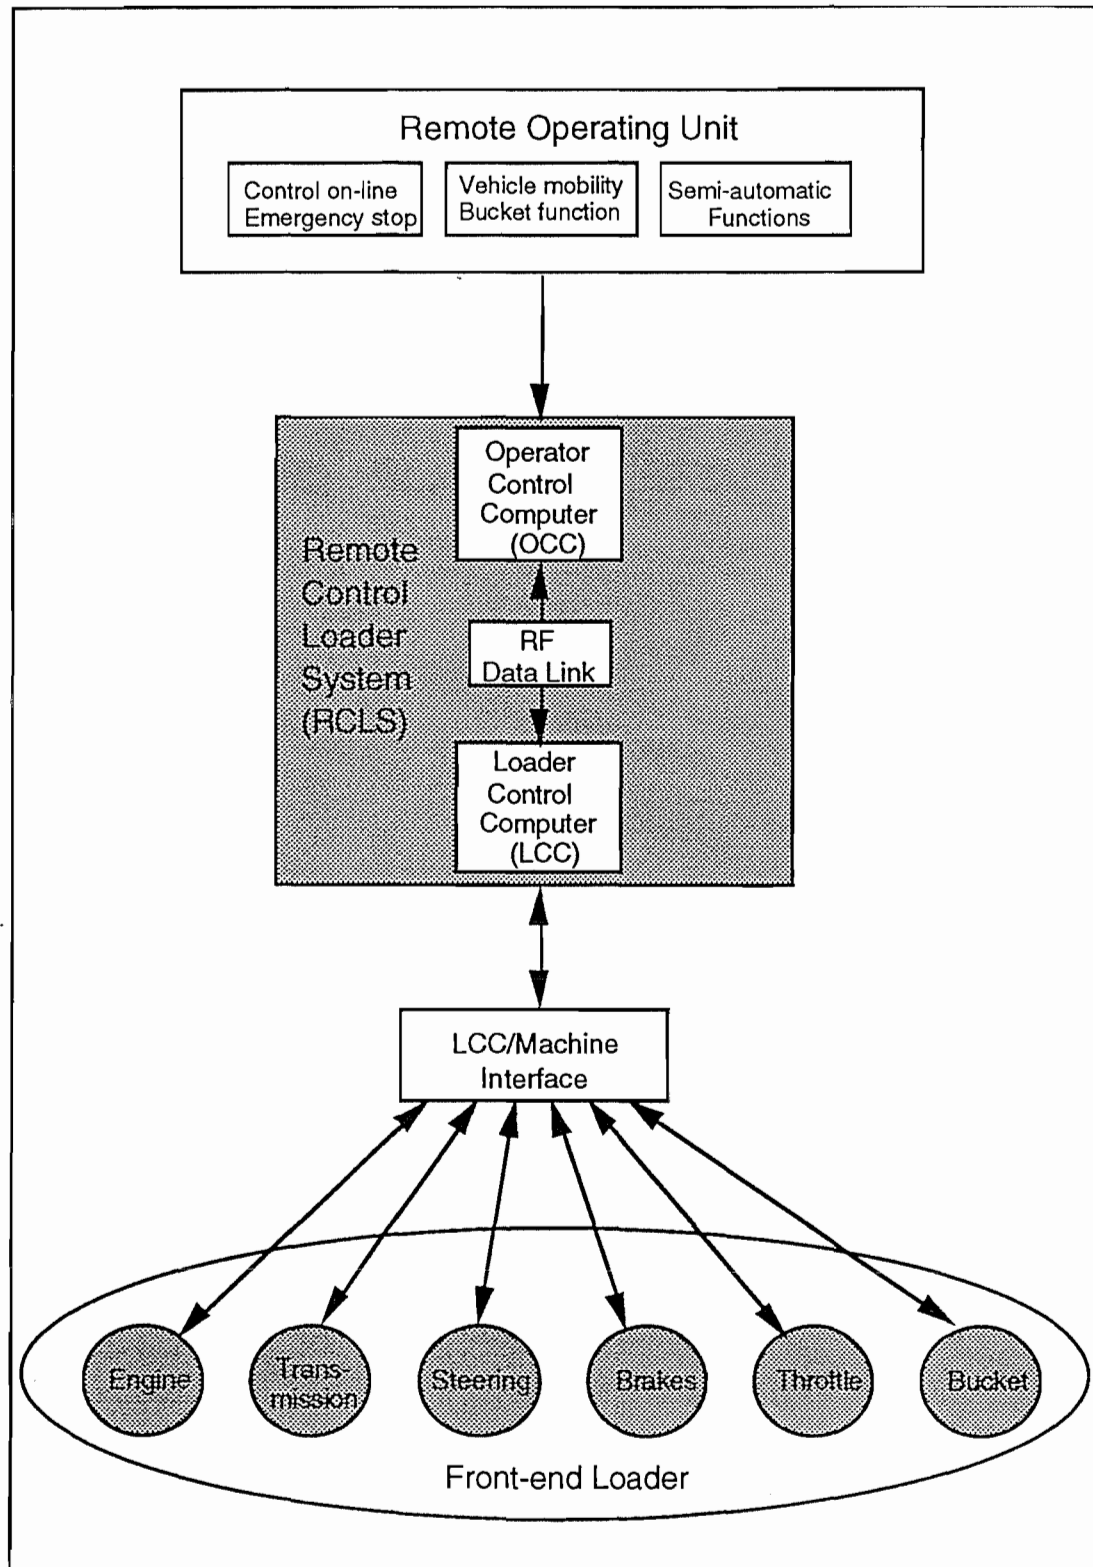 Remote Operating Unit
Control on-line
Emergency stop
Vehicle mobility
Bucket function
Semi-automatic
Functions
Operator
Control
Computer
(OCC)
Remote
Control
Loader
System
(RCLS)
RF
Data Link
Loader
Control
Computer
(LCC)
LCC/Machine
Interface
Engine
Trans-
mission
Steering
Brakes
Throttle
Bucket
Front-end Loader